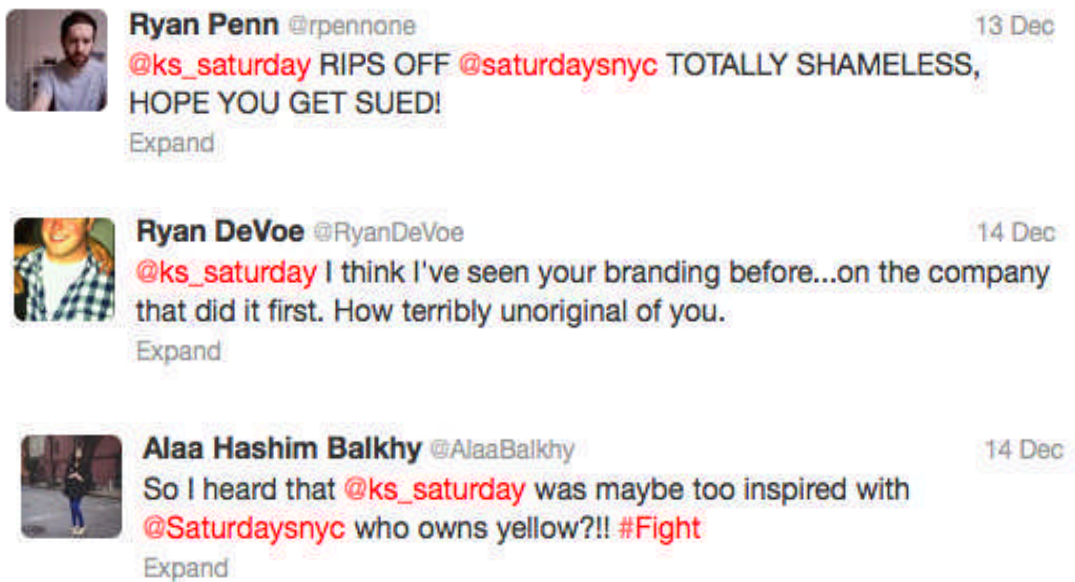 Ryan Penn @rpennone 13 Dec
@ks_saturday RIPS OFF @saturdaysnyc TOTALLY SHAMELESS,
HOPE YOU GET SUED!
Expand
Ryan DeVoe @RyanDeVoe 14 Dec
@ks_saturday I think I've seen your branding before...on the company
that did it first. How terribly unoriginal of you.
Expand
Alaa Hashim Balkhy @AlaaBalkhy 14 Dec
So I heard that @ks_saturday was maybe too inspired with
@Saturdaysnyc who owns yellow?!! #Fight
Expand